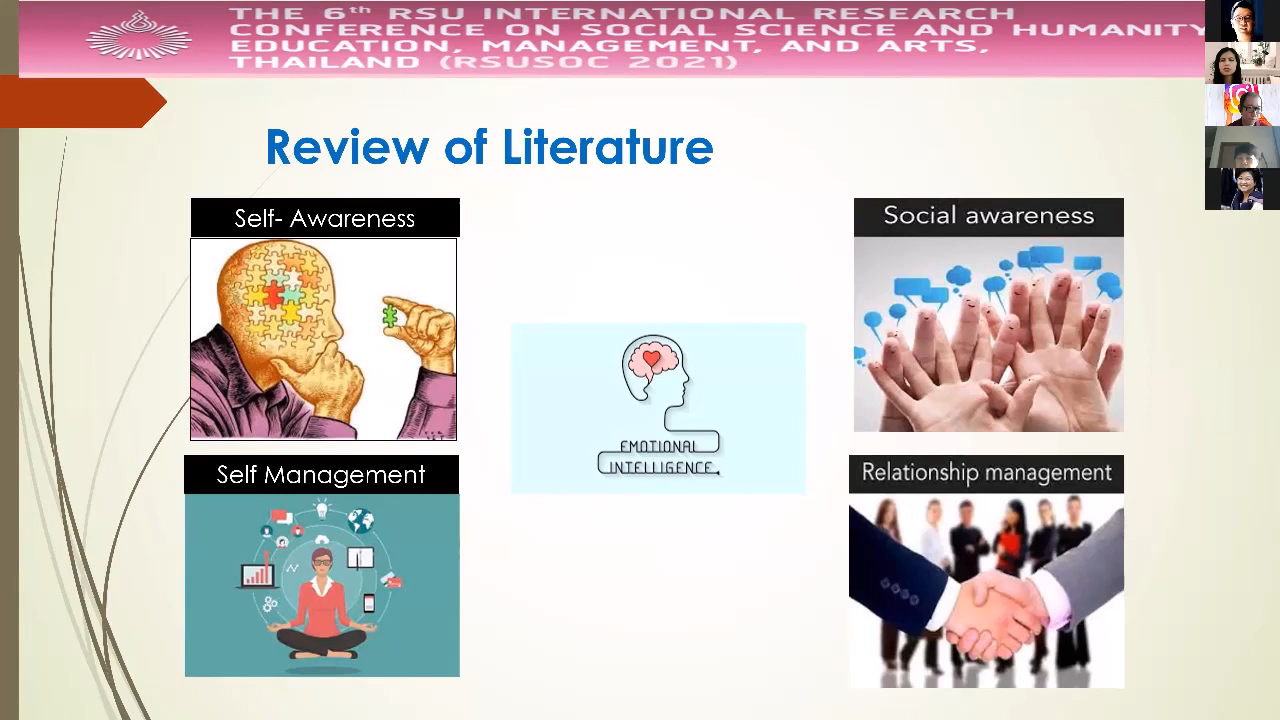 THE 6th RSU INTERNATIONAL RESEARCH
CONFERENCE ON SOCIAL SCIENCE AND HUMANITY
EDUCATION, MANAGEMENT, AND ARTS,
THAILAND (RSUSOC 2021)
Review of Literature
Self- Awareness
Social awareness
EMOTIONAL
INTELLIGENCE
Self Management
Relationship management